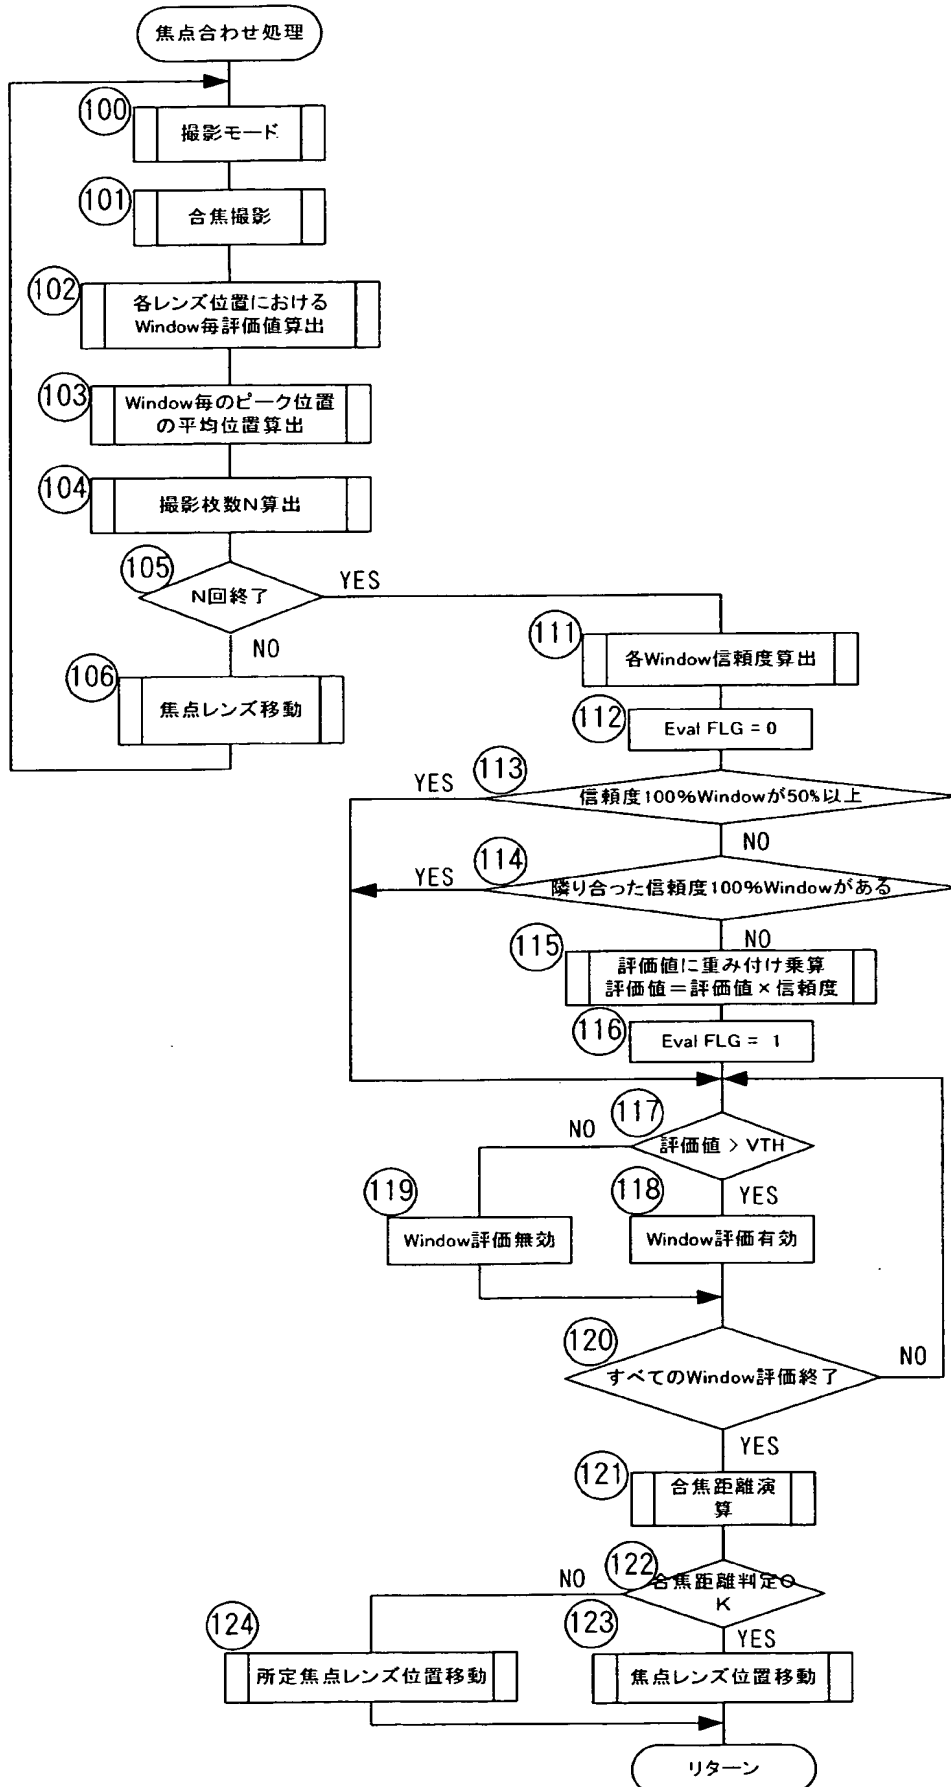 焦点合わせ処理
100
撮影モード
101
合焦撮影
102
各レンズ位置における
Window毎評価値算出
103
Window毎のピーク位置
の平均位置算出
104
撮影枚数N算出
105
N回終了
YES
NO
106
焦点レンズ移動
111
各Window信頼度算出
112
Eval FLG = 0
113
YES
信頼度100%Windowが50%以上
NO
114
YES
隣り合った信頼度100%Windowがある
NO
115
評価値に重み付け乗算
評価値=評価値×信頼度
116
Eval FLG = 1
117
NO
評価値 > VTH
YES
119
Window評価無効
118
Window評価有効
120
すべてのWindow評価終了
NO
YES
121
合焦距離演
算
122
NO
合焦距離判定O
K
YES
124
所定焦点レンズ位置移動
123
焦点レンズ位置移動
リターン